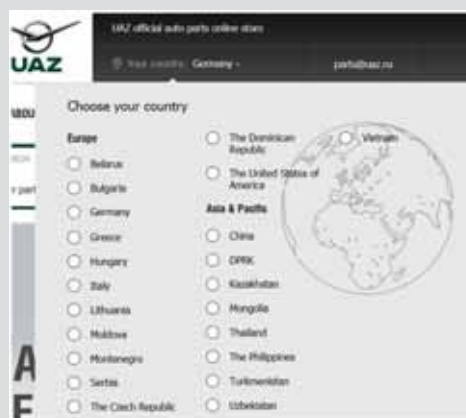 UAZ official auto parts online store
UAZ
Your country: Germany
parts@uaz.ru
Choose your country
Europe
Belarus
Bulgaria
Germany
Greece
Hungary
Italy
Lithuania
Moldova
Montenegro
Serbia
The Czech Republic
The Dominican
Republic
The United States of
America
Asia & Pacific
China
DPRK
Kazakhstan
Mongolia
Thailand
The Philippines
Turkmenistan
Uzbekistan
Vietnam